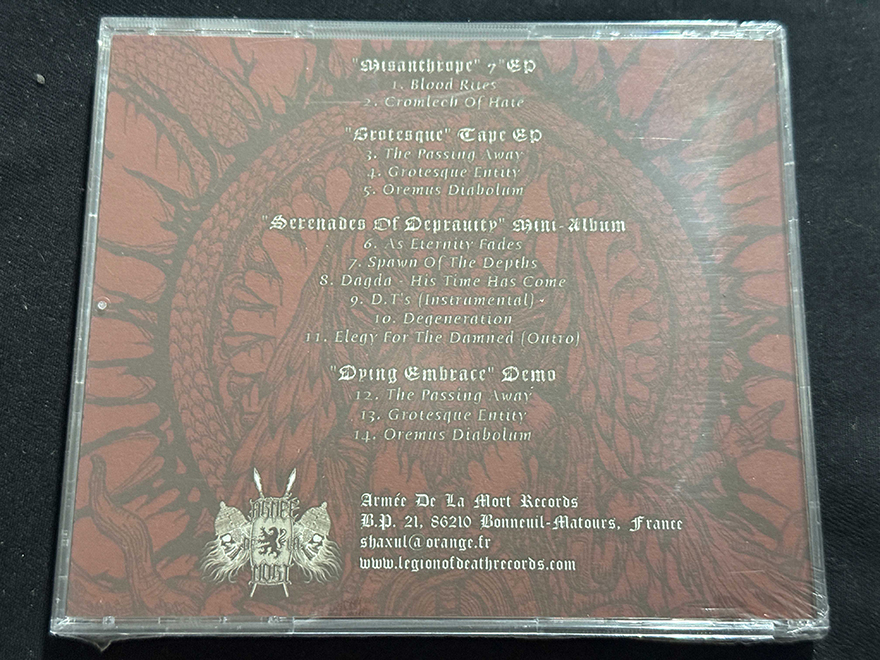 "Misanthrope" 7"EP
1. Blood Rites
2. Cromlech Of Hate
"Grotesque" Tape EP
3. The Passing Away
4. Grotesque Entity
5. Oremus Diabolum
"Serenades Of Depravity" Mini-Album
6. As Eternity Fades
7. Spawn Of The Depths
8. Dagda - His Time Has Come
9. D.T's (Instrumental)
10. Degeneration
11. Elegy For The Damned (Outro)
"Dying Embrace" Demo
12. The Passing Away
13. Grotesque Entity
14. Oremus Diabolum
ARMÉE
DE LA
MORT
Armée De La Mort Records
B.P. 21, 86210 Bonneuil-Matours, France
shaxul@orange.fr
www.legionofdeathrecords.com